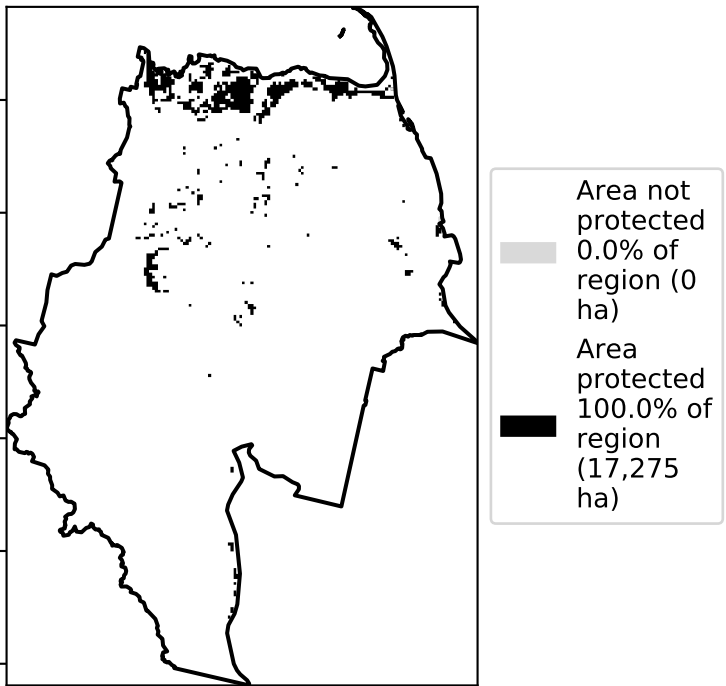 Area not
protected
0.0% of
region (0
ha)
Area
protected
100.0% of
region
(17,275
ha)